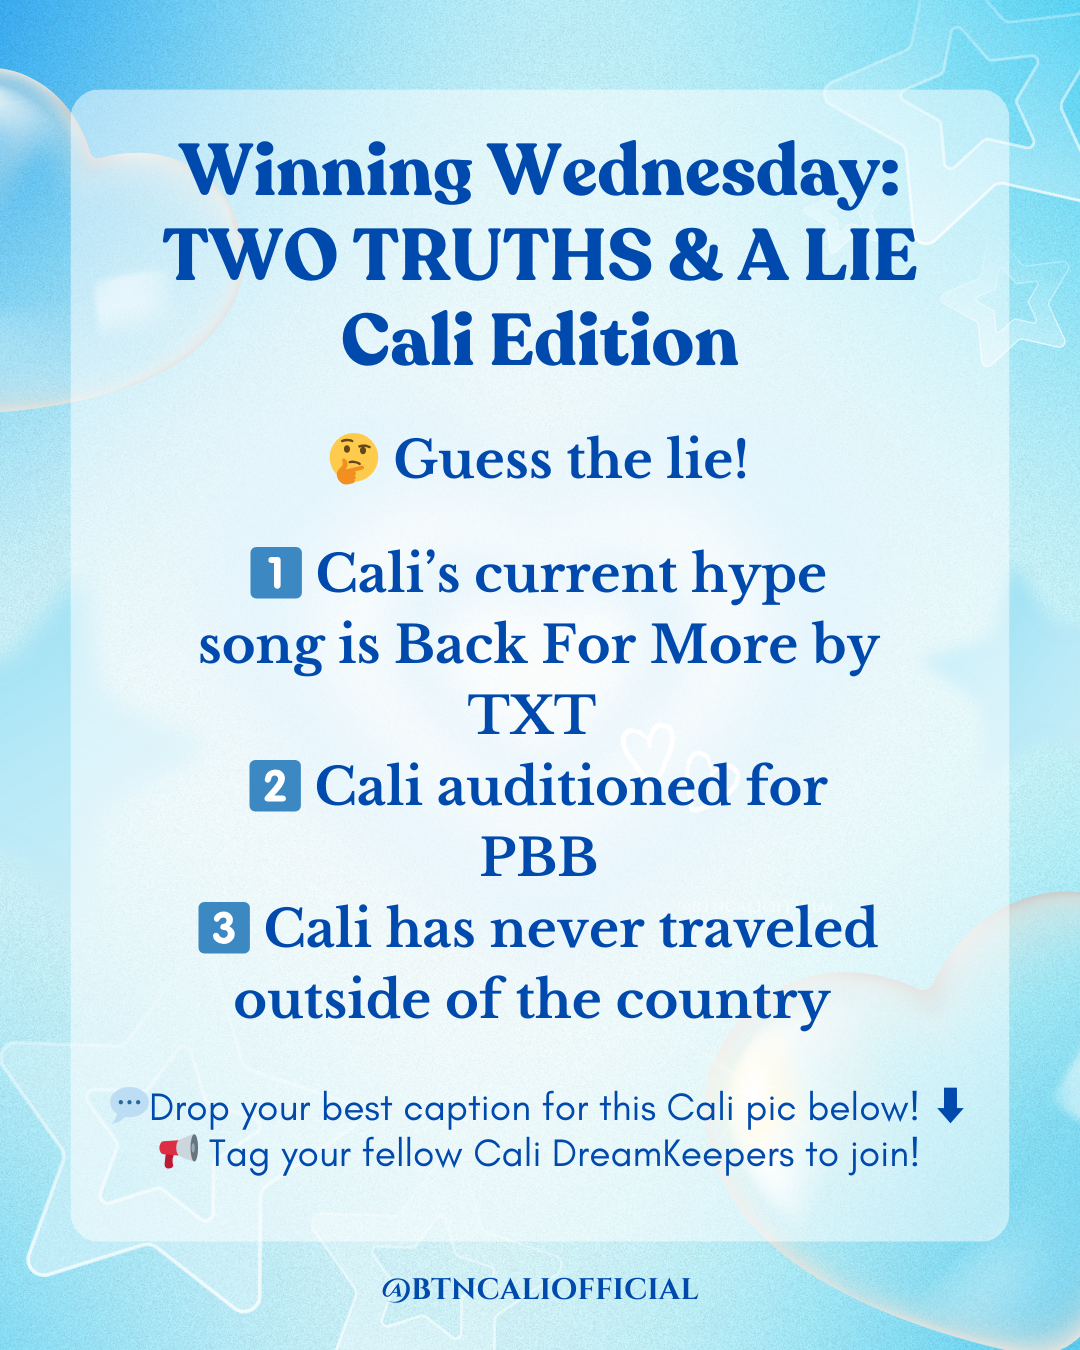 Winning Wednesday:
TWO TRUTHS & A LIE
Cali Edition
🤔 Guess the lie!
1️⃣ Cali’s current hype
song is Back For More by
TXT
2️⃣ Cali auditioned for
PBB
3️⃣ Cali has never traveled
outside of the country
💬Drop your best caption for this Cali pic below! ⬇
📢 Tag your fellow Cali DreamKeepers to join!
@BTNCALIOFFICIAL